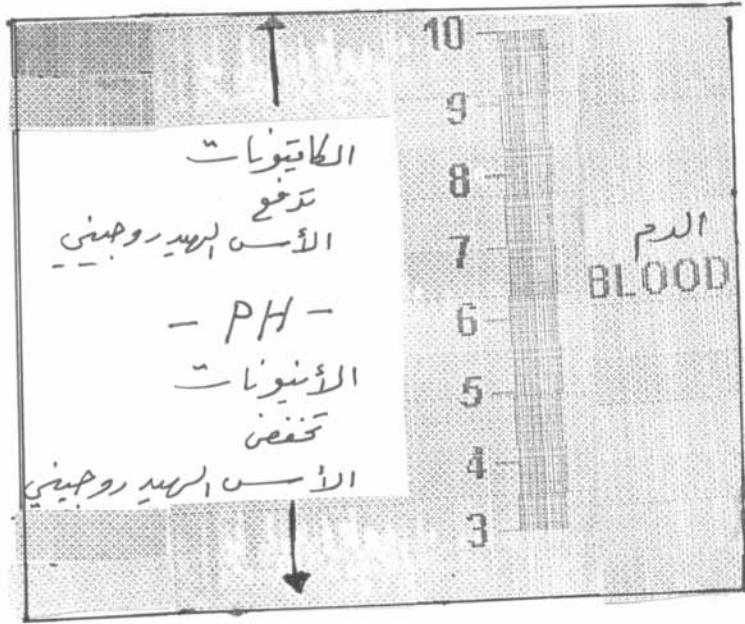 الكاتيونات
ترفع
الأس الهيدروجيني
- PH -
الأنيونات
تخفض
الأس الهيدروجيني
10
9
8
7
6
5
4
3
الدم
BLOOD